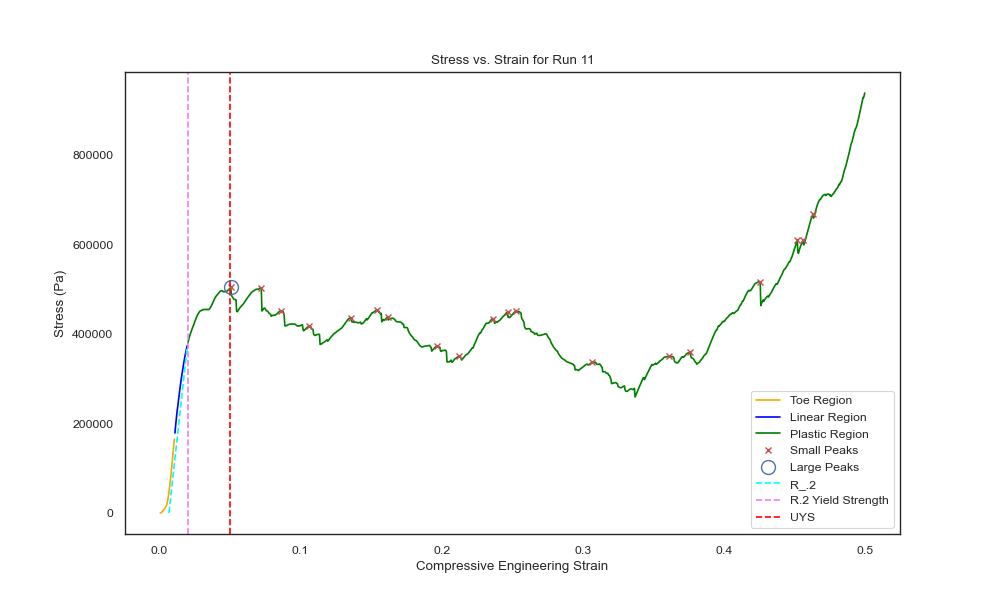 Stress vs. Strain for Run 11
Stress (Pa)
800000
600000
400000
200000
0
0.0 0.1 0.2 0.3 0.4 0.5
Compressive Engineering Strain
Toe Region
Linear Region
Plastic Region
Small Peaks
Large Peaks
R_.2
R.2 Yield Strength
UYS